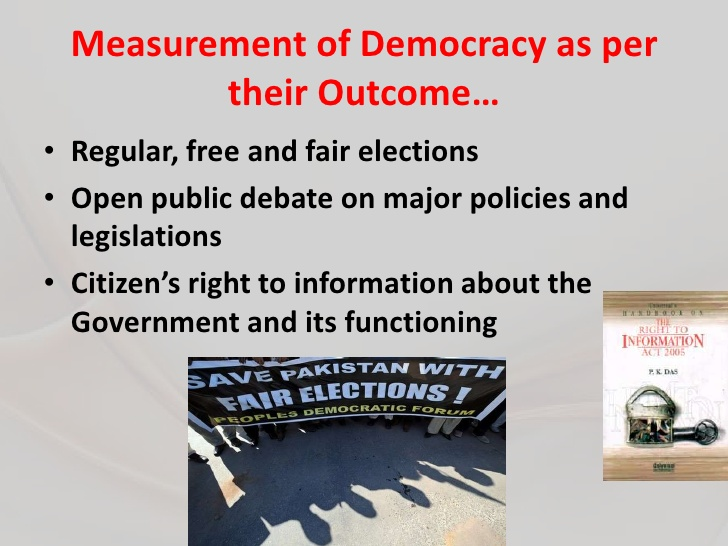 Measurement of Democracy as per
their Outcome…
• Regular, free and fair elections
• Open public debate on major policies and
legislations
• Citizen’s right to information about the
Government and its functioning
SAVE PAKISTAN WITH
FAIR ELECTIONS !
PEOPLES DEMOCRATIC FORUM
HANDBOOK ON
THE
RIGHT TO
INFORMATION
ACT 2005
P. K. DAS